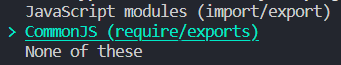 JavaScript modules (import/export)
> CommonJS (require/exports)
None of these